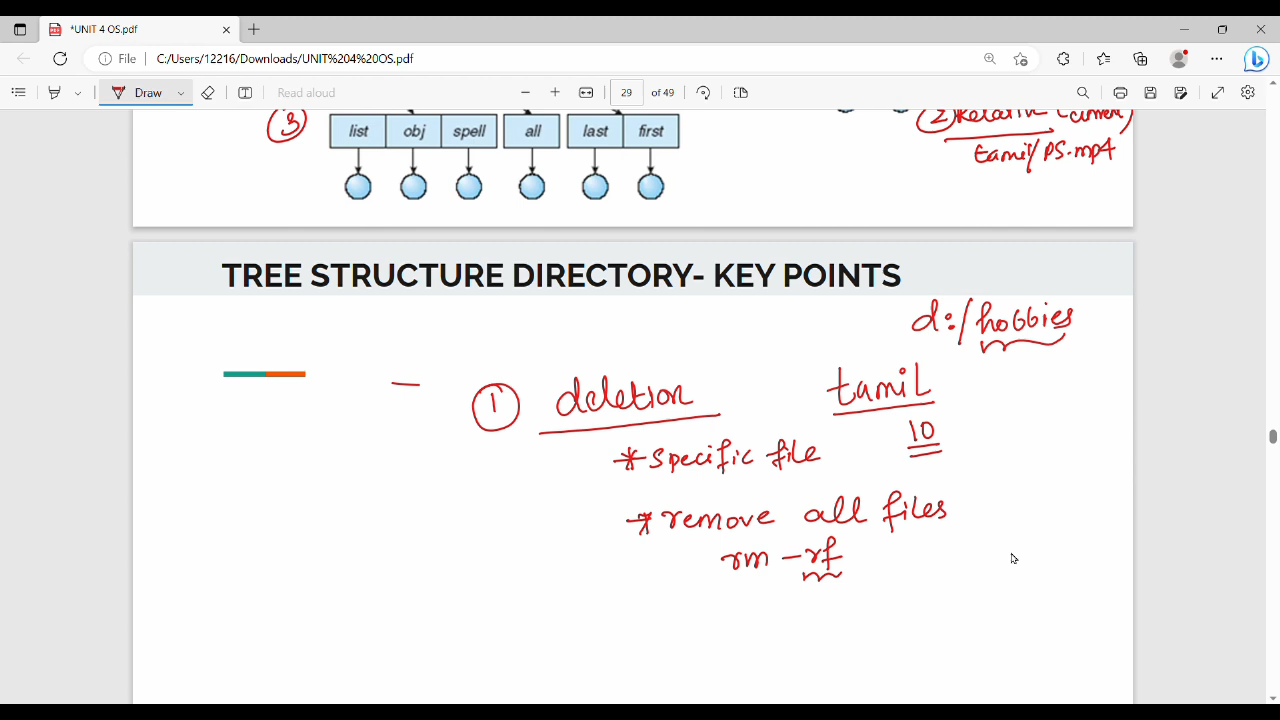 *UNIT 4 OS.pdf
File C:/Users/12216/Downloads/UNIT%204%20OS.pdf
Draw Read aloud 29 of 49
3 list obj spell all last first
2 Relative (current)
tamil/PS.mp4
TREE STRUCTURE DIRECTORY- KEY POINTS
d:/hobbies
1 deletion tamil
10
*specific file
*remove all files
rm -rf